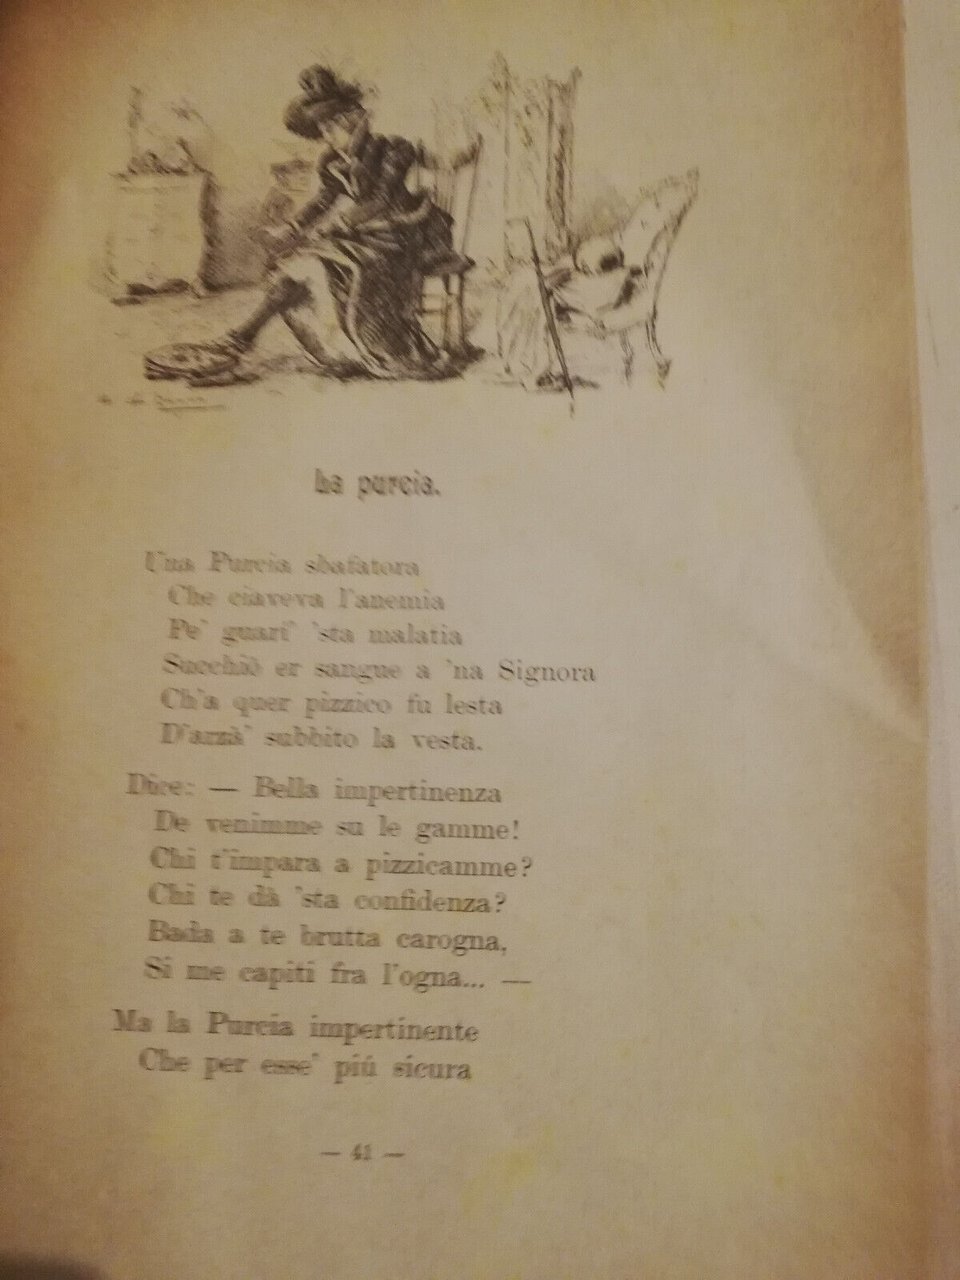 La purcia.
Una Purcia sbafatora
Che ciaveva l'anemia
Pe' guarì' 'sta malatia
Succhiò er sangue a 'na Signora
Ch'a quer pizzico fu lesta
D'arzà' subbito la vesta.
Dice: — Bella impertinenza
De venimme su le gamme!
Chi t'impara a pizzicamme?
Chi te dà 'sta confidenza?
Bada a te brutta carogna,
Si me capiti fra l'ogna... —
Ma la Purcia impertinente
Che per esse' più sicura
— 41 —